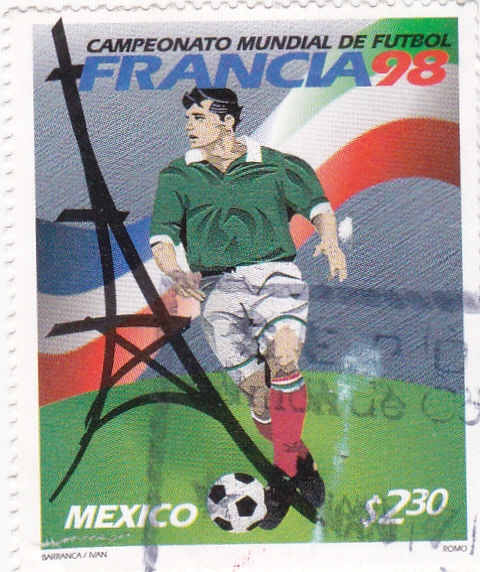 CAMPEONATO MUNDIAL DE FUTBOL
FRANCIA98
MEXICO
$2.30
BARRANCA / IVAN
ROMO